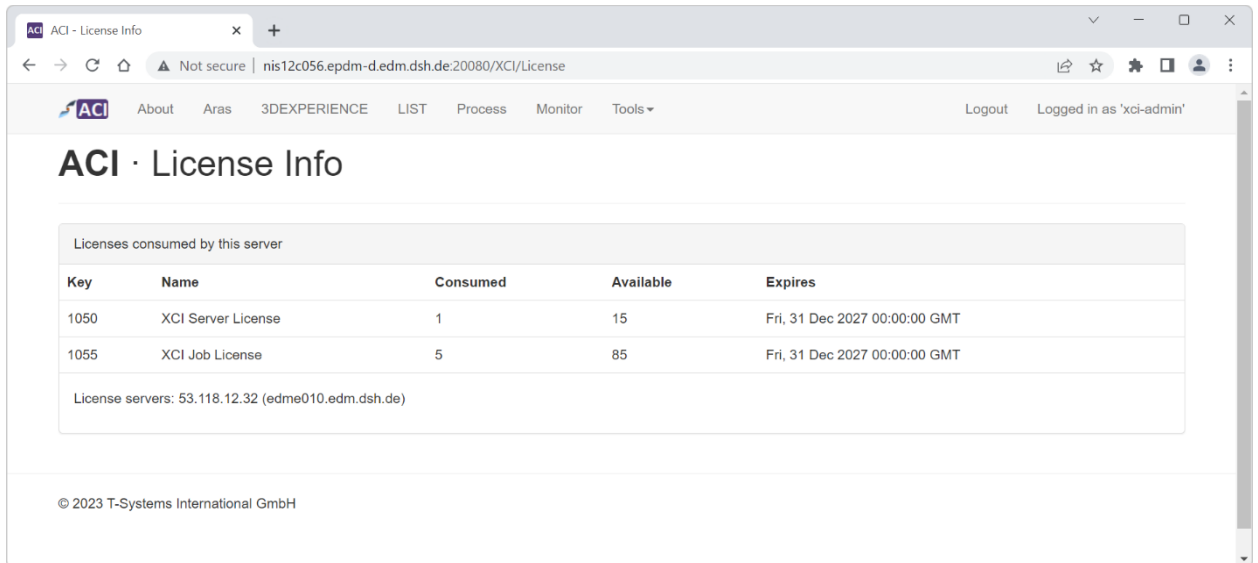 ACI ACI - License Info
Not secure | nis12c056.epdm-d.edm.dsh.de:20080/XCI/License
ACI About Aras 3DEXPERIENCE LIST Process Monitor Tools Logout Logged in as 'xci-admin'
ACI · License Info
Licenses consumed by this server
Key Name Consumed Available Expires
1050 XCI Server License 1 15 Fri, 31 Dec 2027 00:00:00 GMT
1055 XCI Job License 5 85 Fri, 31 Dec 2027 00:00:00 GMT
License servers: 53.118.12.32 (edme010.edm.dsh.de)
© 2023 T-Systems International GmbH